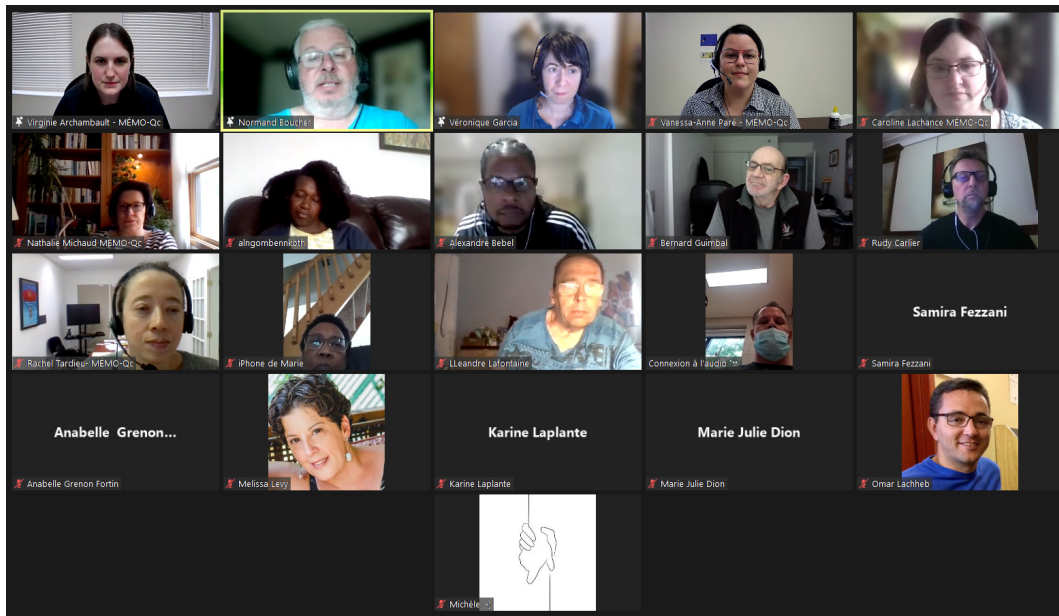 Virginie Archambault - MÉMO-Qc
Normand Boucher
Véronique Garcia
Vanessa-Anne Paré - MÉMO-Qc
Caroline Lachance MÉMO-Qc
Nathalie Michaud MÉMO-Qc
alngombennkoth
Alexandre Bebel
Bernard Guimbal
Rudy Carlier
Rachel Tardieu- MÉMO-Qc
iPhone de Marie
LLeandre Lafontaine
Connexion à l'audio
Samira Fezzani
Samira Fezzani
Anabelle Grenon...
Anabelle Grenon Fortin
Melissa Levy
Karine Laplante
Karine Laplante
Marie Julie Dion
Marie Julie Dion
Omar Lachheb
Michèle